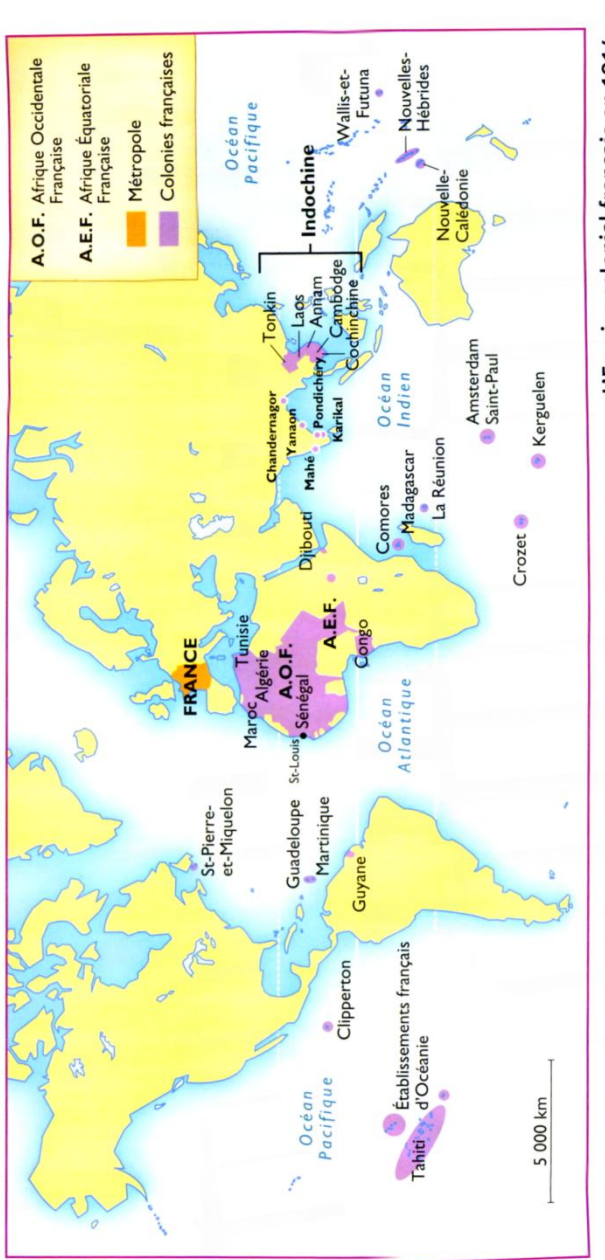 A.O.F. Afrique Occidentale
Française
A.E.F. Afrique Équatoriale
Française
Métropole
Colonies françaises
Océan
Pacifique
Wallis-et-
Futuna
Nouvelles-
Hébrides
Nouvelle-
Calédonie
Indochine
Tonkin
Laos
Annam
Cambodge
Cochinchine
Chandernagor
Yanaon
Pondichéry
Mahé
Karikal
Océan
Indien
Amsterdam
Saint-Paul
Kerguelen
Crozet
Djibouti
Comores
Madagascar
La Réunion
FRANCE
Tunisie
Maroc
Algérie
A.O.F.
St-Louis
Sénégal
A.E.F.
Congo
Océan
Atlantique
St-Pierre-
et-Miquelon
Guadeloupe
Martinique
Guyane
Clipperton
Océan
Pacifique
Établissements français
d'Océanie
Tahiti
5 000 km